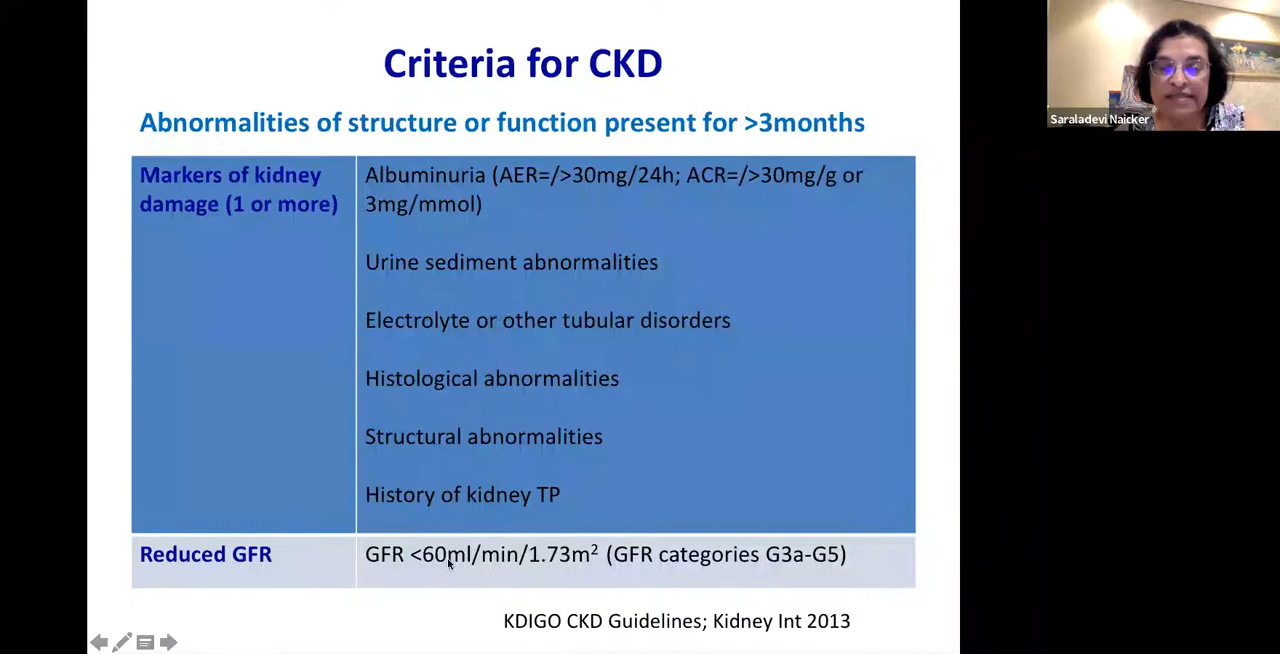 Criteria for CKD
Abnormalities of structure or function present for >3months
Markers of kidney
damage (1 or more)
Albuminuria (AER=/>30mg/24h; ACR=/>30mg/g or
3mg/mmol)
Urine sediment abnormalities
Electrolyte or other tubular disorders
Histological abnormalities
Structural abnormalities
History of kidney TP
Reduced GFR
GFR <60ml/min/1.73m² (GFR categories G3a-G5)
KDIGO CKD Guidelines; Kidney Int 2013
Saraladevi Naicker